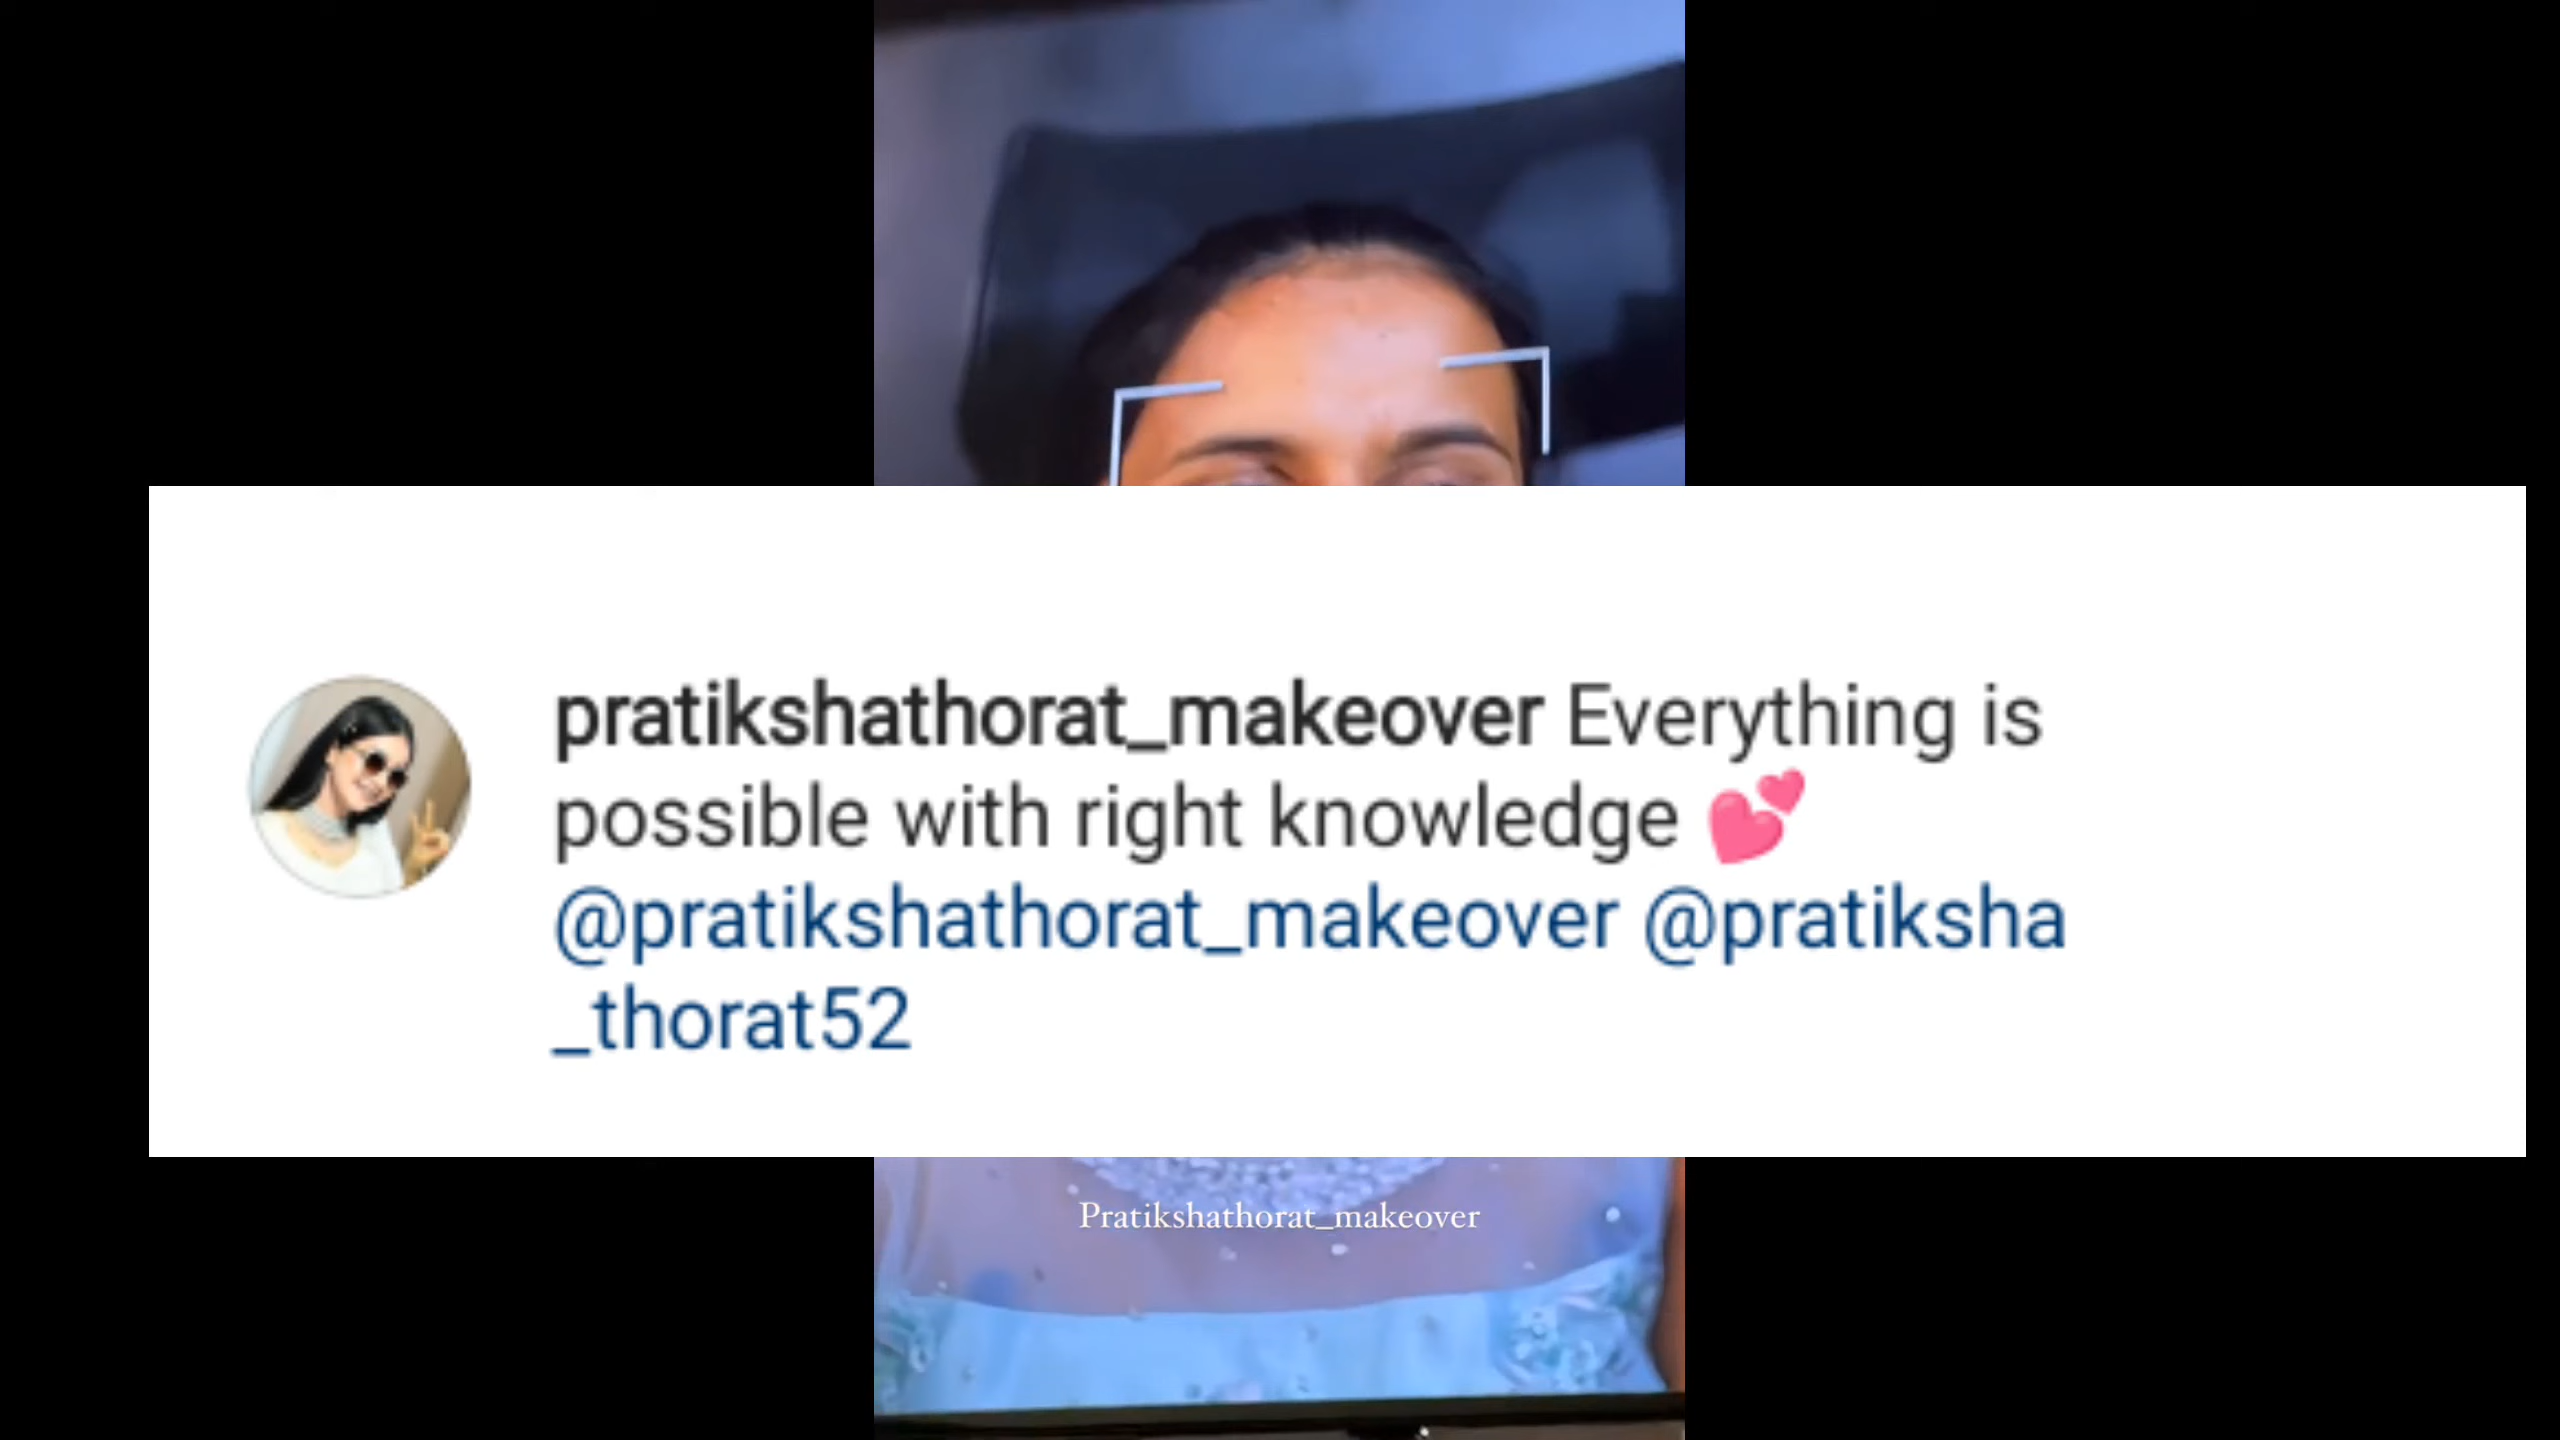 pratikshathorat_makeover Everything is
possible with right knowledge 💕
@pratikshathorat_makeover @pratiksha
_thorat52
Pratikshathorat_makeover